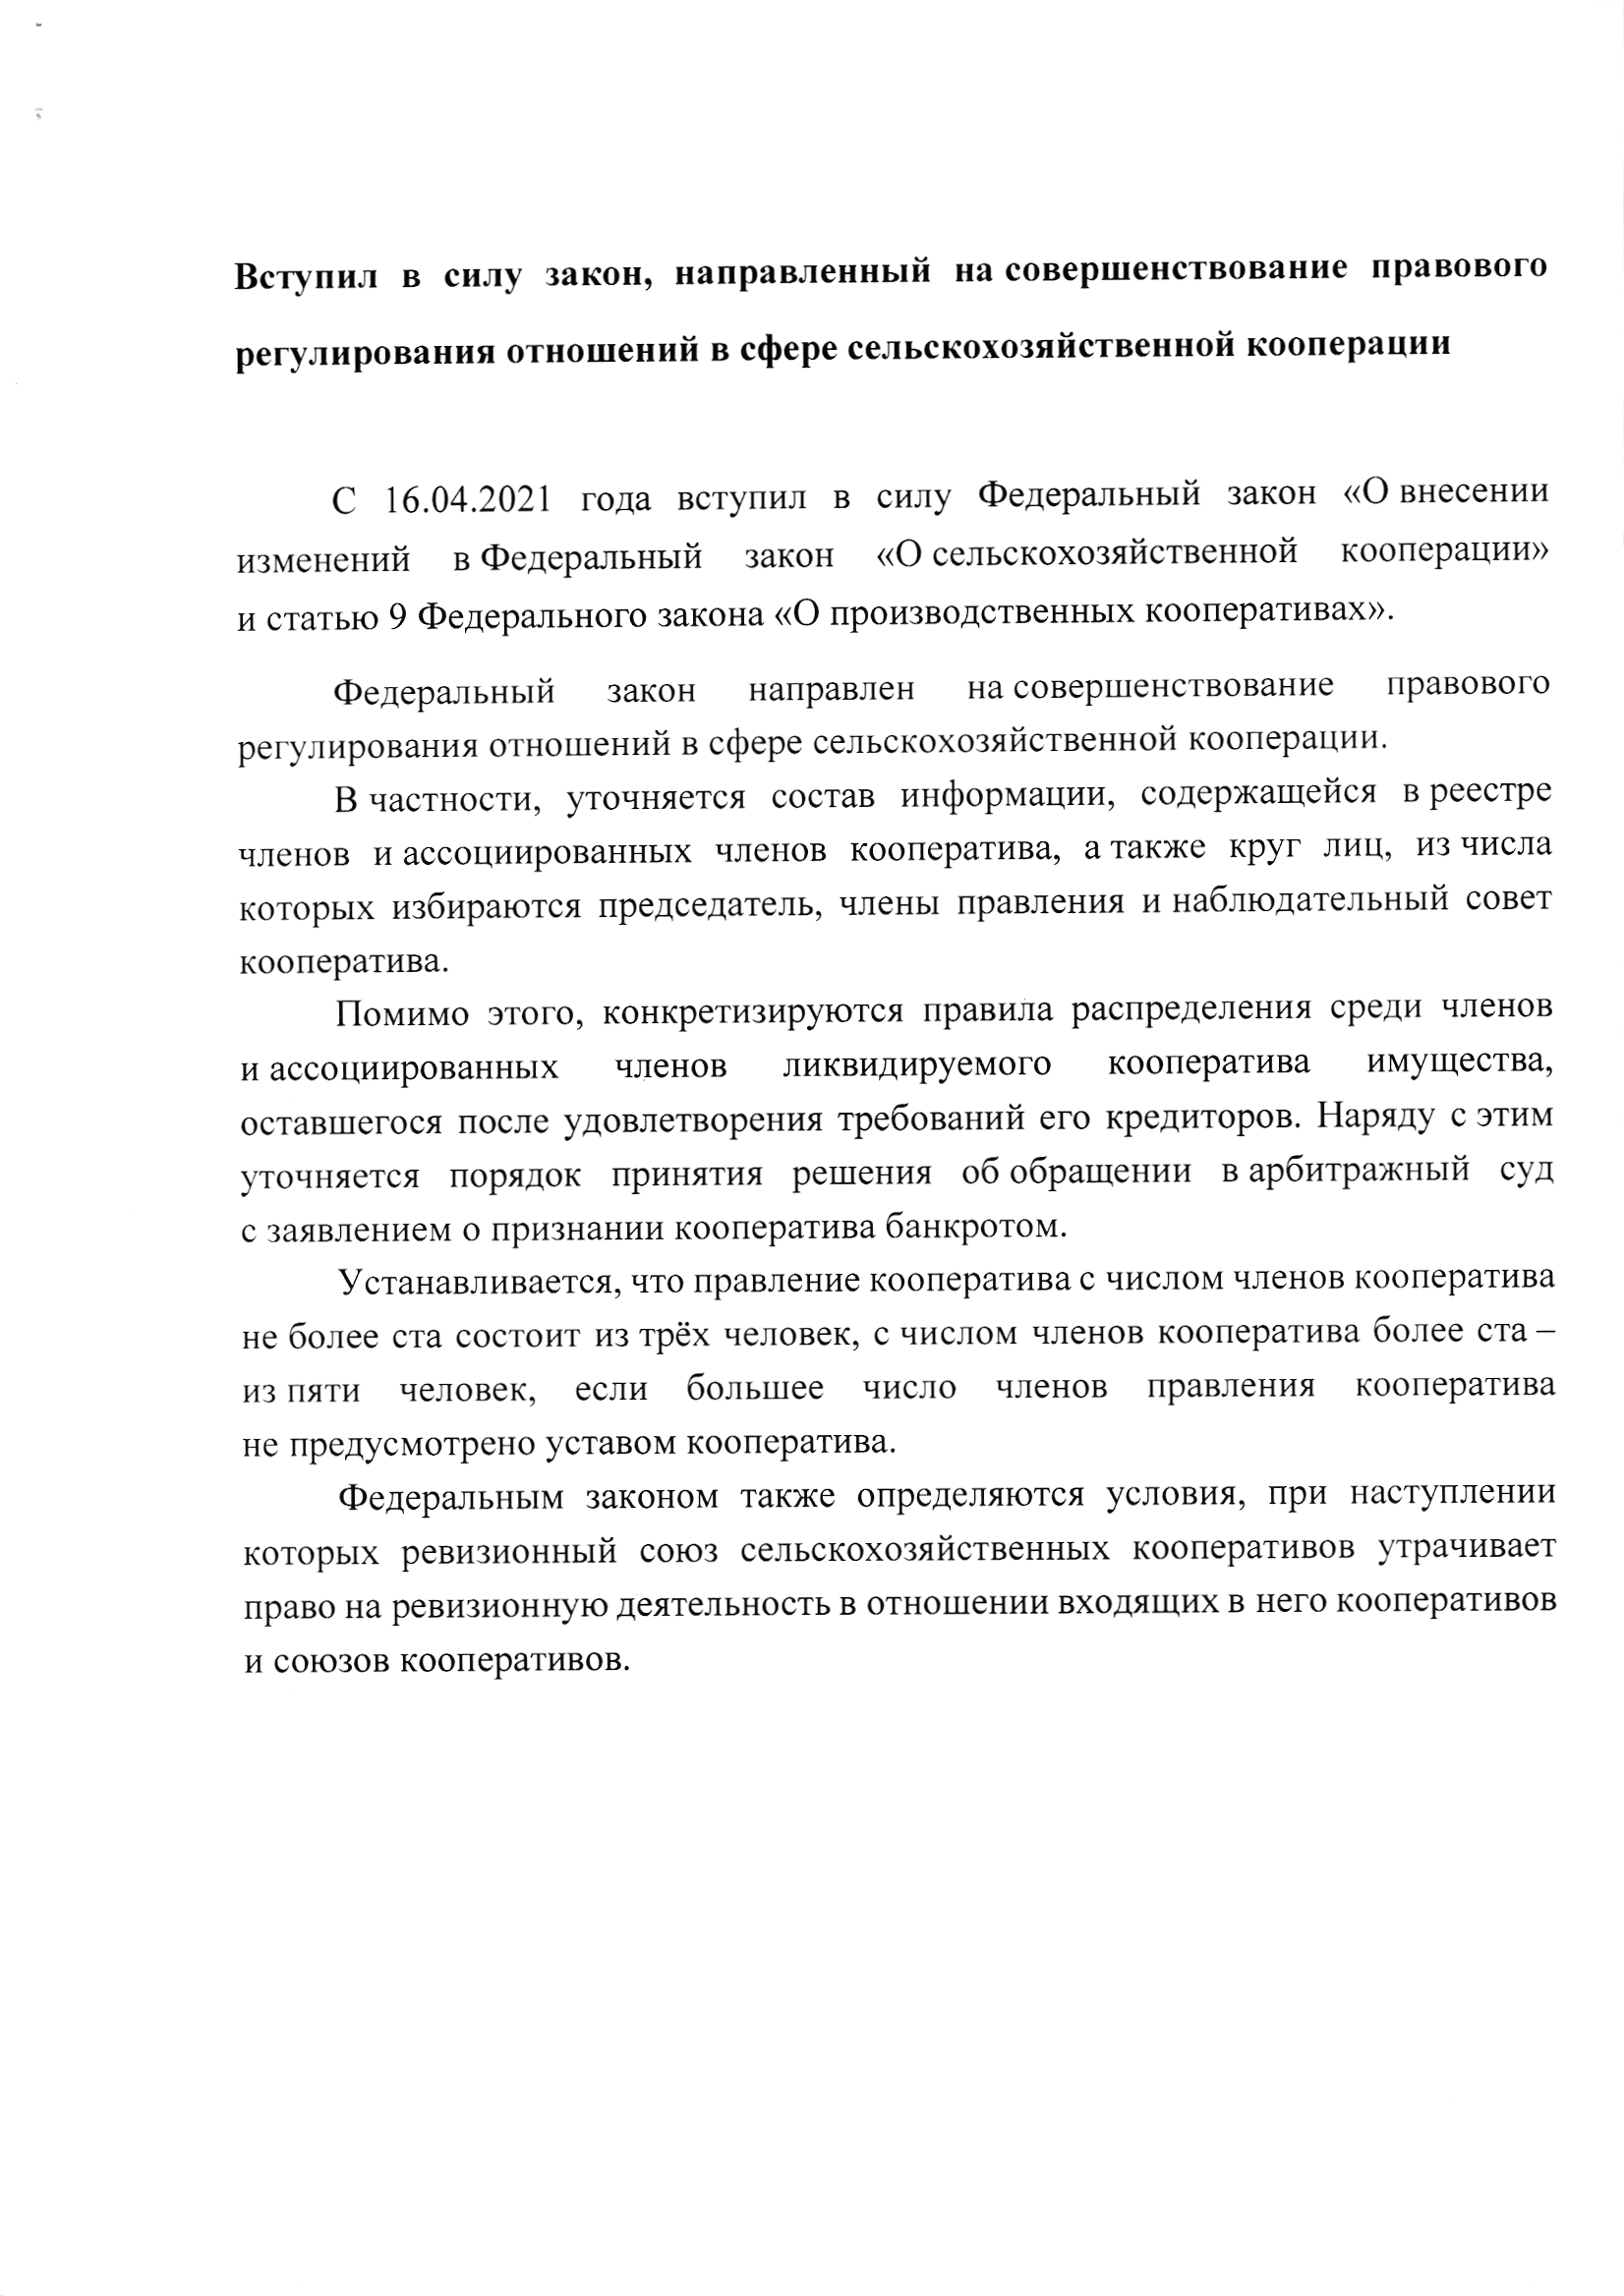 Вступил в силу закон, направленный на совершенствование правового
регулирования отношений в сфере сельскохозяйственной кооперации
С 16.04.2021 года вступил в силу Федеральный закон «О внесении
изменений в Федеральный закон «О сельскохозяйственной кооперации»
и статью 9 Федерального закона «О производственных кооперативах».
Федеральный закон направлен на совершенствование правового
регулирования отношений в сфере сельскохозяйственной кооперации.
В частности, уточняется состав информации, содержащейся в реестре
членов и ассоциированных членов кооператива, а также круг лиц, из числа
которых избираются председатель, члены правления и наблюдательный совет
кооператива.
Помимо этого, конкретизируются правила распределения среди членов
и ассоциированных членов ликвидируемого кооператива имущества,
оставшегося после удовлетворения требований его кредиторов. Наряду с этим
уточняется порядок принятия решения об обращении в арбитражный суд
с заявлением о признании кооператива банкротом.
Устанавливается, что правление кооператива с числом членов кооператива
не более ста состоит из трёх человек, с числом членов кооператива более ста –
из пяти человек, если большее число членов правления кооператива
не предусмотрено уставом кооператива.
Федеральным законом также определяются условия, при наступлении
которых ревизионный союз сельскохозяйственных кооперативов утрачивает
право на ревизионную деятельность в отношении входящих в него кооперативов
и союзов кооперативов.